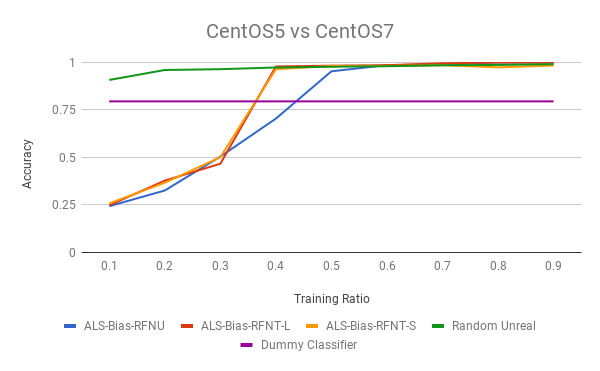 CentOS5 vs CentOS7
1
0.75
0.5
0.25
0
Accuracy
0.1 0.2 0.3 0.4 0.5 0.6 0.7 0.8 0.9
Training Ratio
ALS-Bias-RFNU ALS-Bias-RFNT-L ALS-Bias-RFNT-S Random Unreal
Dummy Classifier